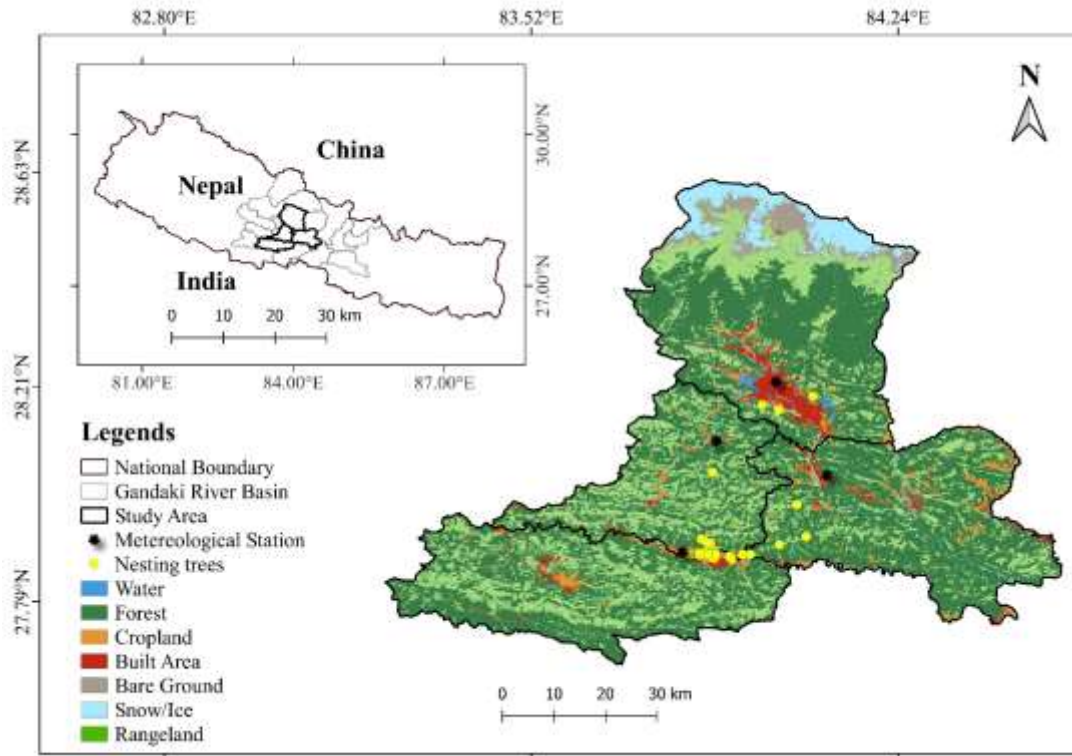 82.80°E 83.52°E 84.24°E
N
China
Nepal
India
0 10 20 30 km
30.00°N
27.00°N
81.00°E 84.00°E 87.00°E
28.63°N
28.21°N
27.79°N
Legends
National Boundary
Gandaki River Basin
Study Area
Metereological Station
Nesting trees
Water
Forest
Cropland
Built Area
Bare Ground
Snow/Ice
Rangeland
0 10 20 30 km